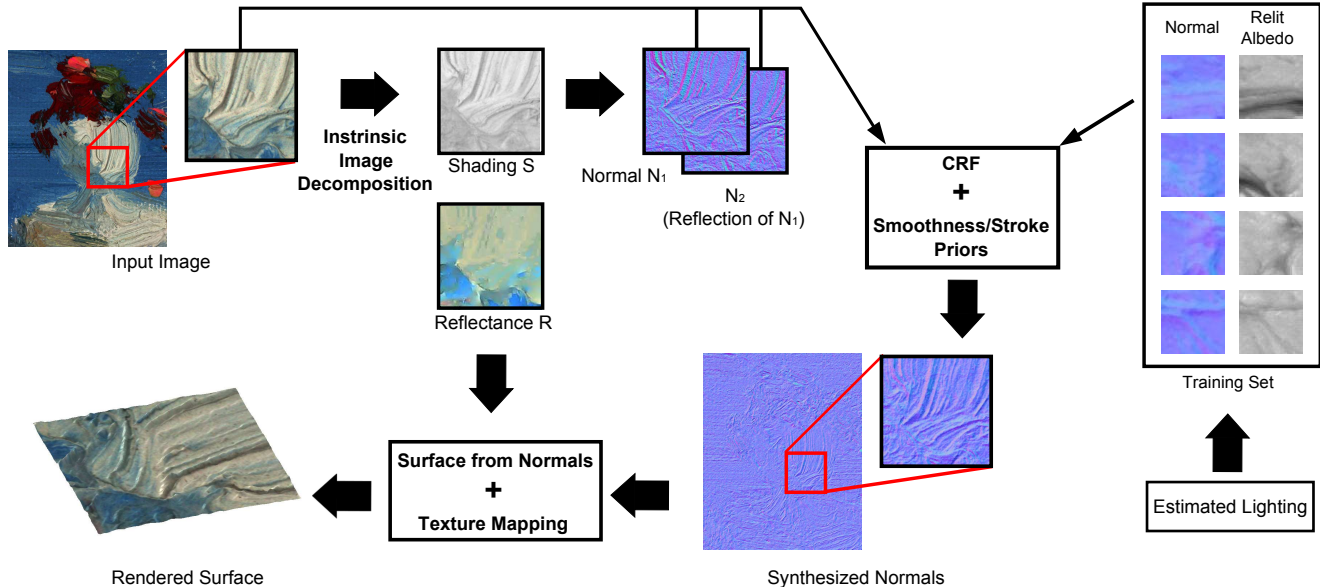 Input Image
Instrinsic
Image
Decomposition
Shading S
Reflectance R
Normal N1
N2
(Reflection of N1)
CRF
+
Smoothness/Stroke
Priors
Normal
Relit
Albedo
Training Set
Estimated Lighting
Synthesized Normals
Surface from Normals
+
Texture Mapping
Rendered Surface